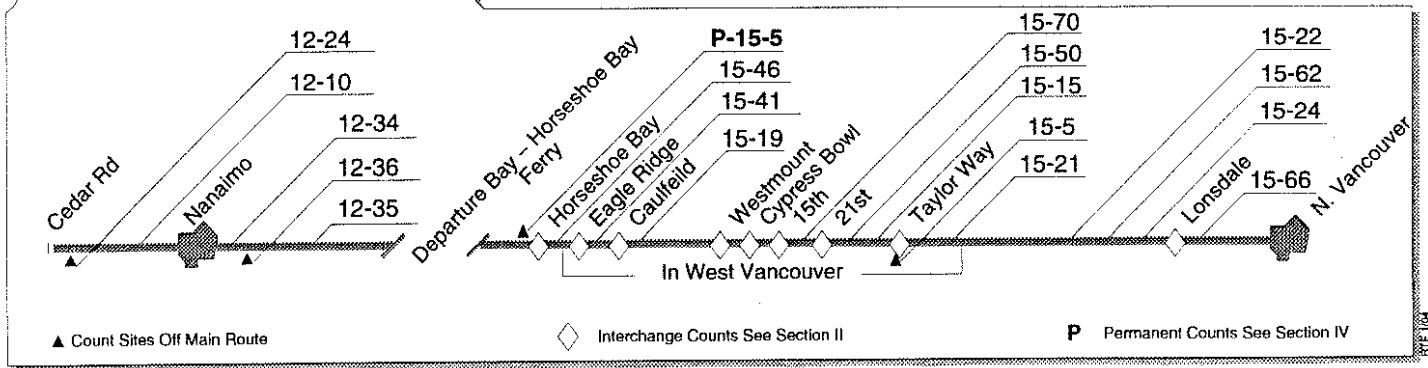 12-24
12-10
12-34
12-36
12-35
Cedar Rd
Nanaimo
Departure Bay - Horseshoe Bay
Ferry
P-15-5
15-46
15-41
15-19
Horseshoe Bay
Eagle Ridge
Caulfeild
Westmount
Cypress Bowl
15th
21st
15-70
15-50
15-15
15-5
15-21
Taylor Way
15-22
15-62
15-24
15-66
Lonsdale
N. Vancouver
In West Vancouver
▲ Count Sites Off Main Route
◇ Interchange Counts See Section II
P Permanent Counts See Section IV